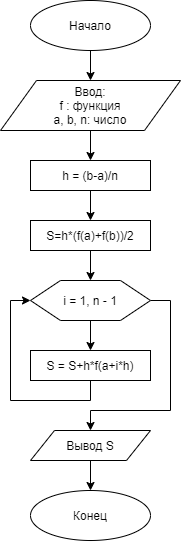 Начало
Ввод:
f : функция
a, b, n: число
h = (b-a)/n
S=h*(f(a)+f(b))/2
i = 1, n - 1
S = S+h*f(a+i*h)
Вывод S
Конец